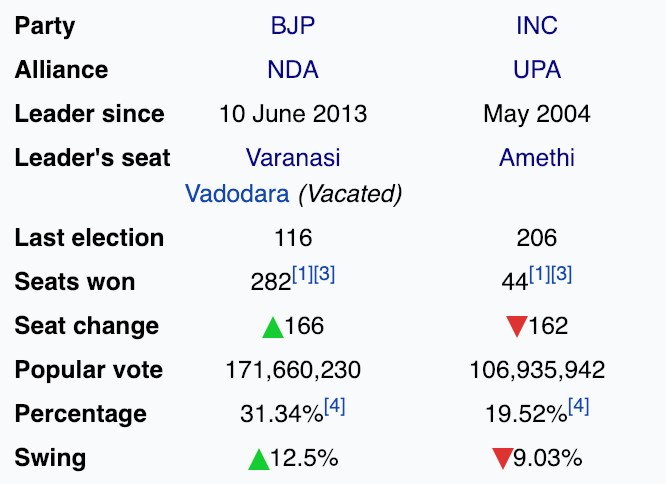 Party BJP INC
Alliance NDA UPA
Leader since 10 June 2013 May 2004
Leader's seat Varanasi Amethi
Vadodara (Vacated)
Last election 116 206
Seats won 282[1][3] 44[1][3]
Seat change ▲166 ▼162
Popular vote 171,660,230 106,935,942
Percentage 31.34%[4] 19.52%[4]
Swing ▲12.5% ▼9.03%